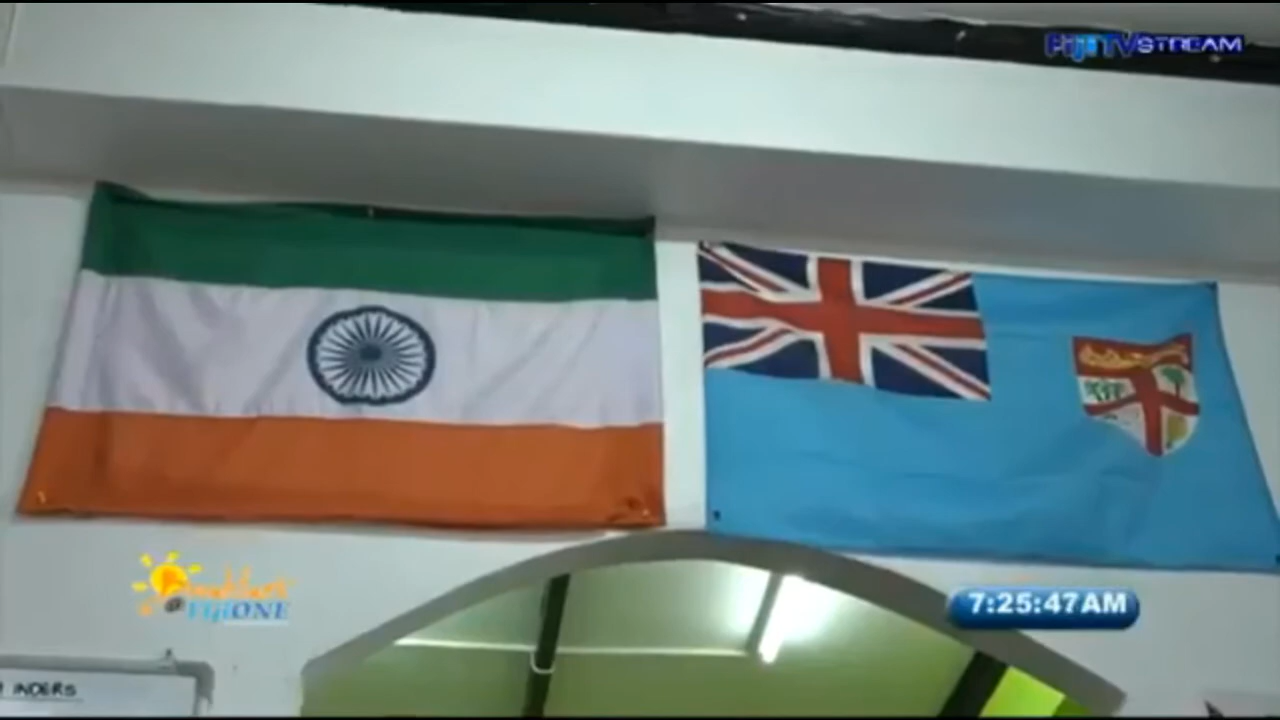 FijiTV STREAM
Breakfast
@
FIJIONE
7:25:47AM
INDERS